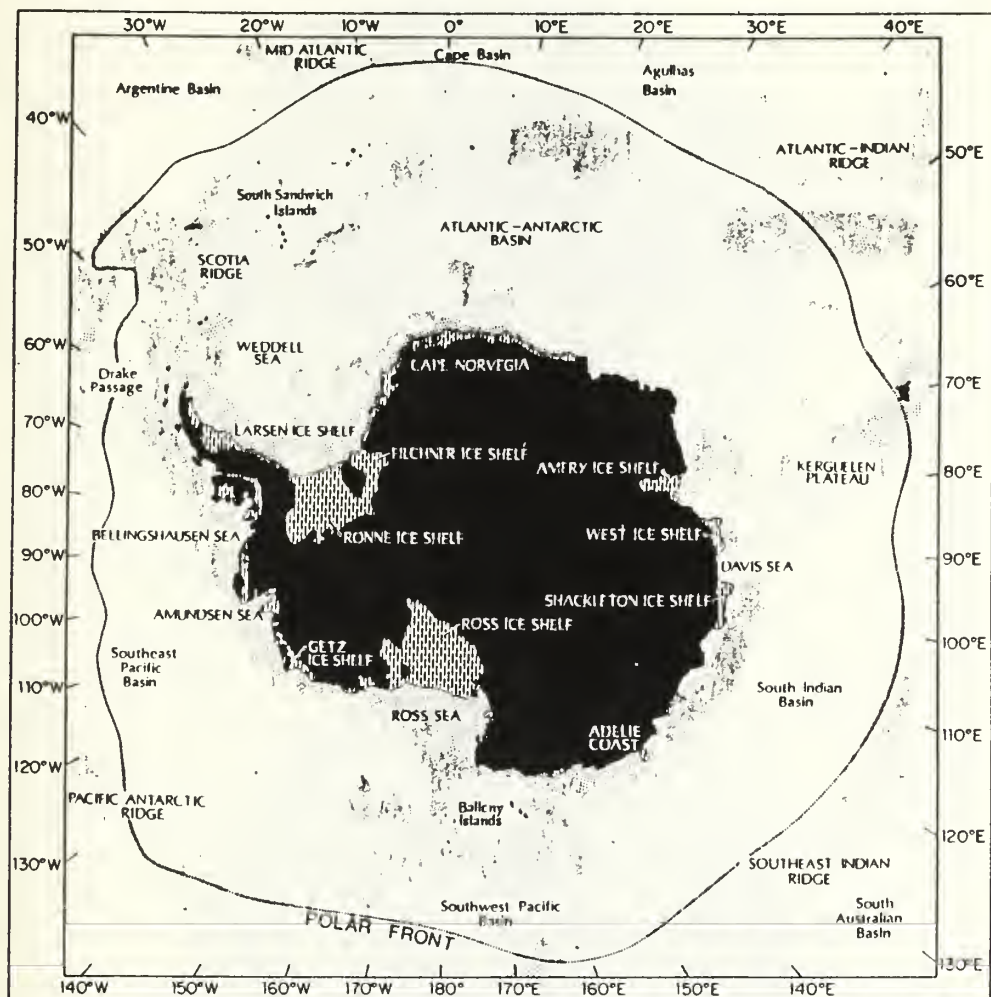 30°W 20°W 10°W 0° 10°E 20°E 30°E 40°E
MID ATLANTIC
RIDGE
Cape Basin
Argentine Basin
Agulhas
Basin
40°W
ATLANTIC-INDIAN
RIDGE
50°E
South Sandwich
Islands
ATLANTIC-ANTARCTIC
BASIN
50°W
SCOTIA
RIDGE
60°E
60°W
WEDDELL
SEA
CAPE NORVEGIA
Drake
Passage
70°E
70°W
LARSEN ICE SHELF
FILCHNER ICE SHELF
AMERY ICE SHELF
KERGUELEN
PLATEAU
80°E
80°W
BELLINGSHAUSEN SEA
RONNE ICE SHELF
WEST ICE SHELF
90°W
DAVIS SEA
90°E
SHACKLETON ICE SHELF
AMUNDSEN SEA
100°W
ROSS ICE SHELF
100°E
GETZ
ICE SHELF
Southeast
Pacific
Basin
110°W
South Indian
Basin
ROSS SEA
ADELIE
COAST
110°E
120°W
PACIFIC ANTARCTIC
RIDGE
Balleny
Islands
120°E
130°W
SOUTHEAST INDIAN
RIDGE
Southwest Pacific
Basin
POLAR FRONT
South
Australian
Basin
130°E
140°W 150°W 160°W 170°W 170°E 160°E 150°E 140°E